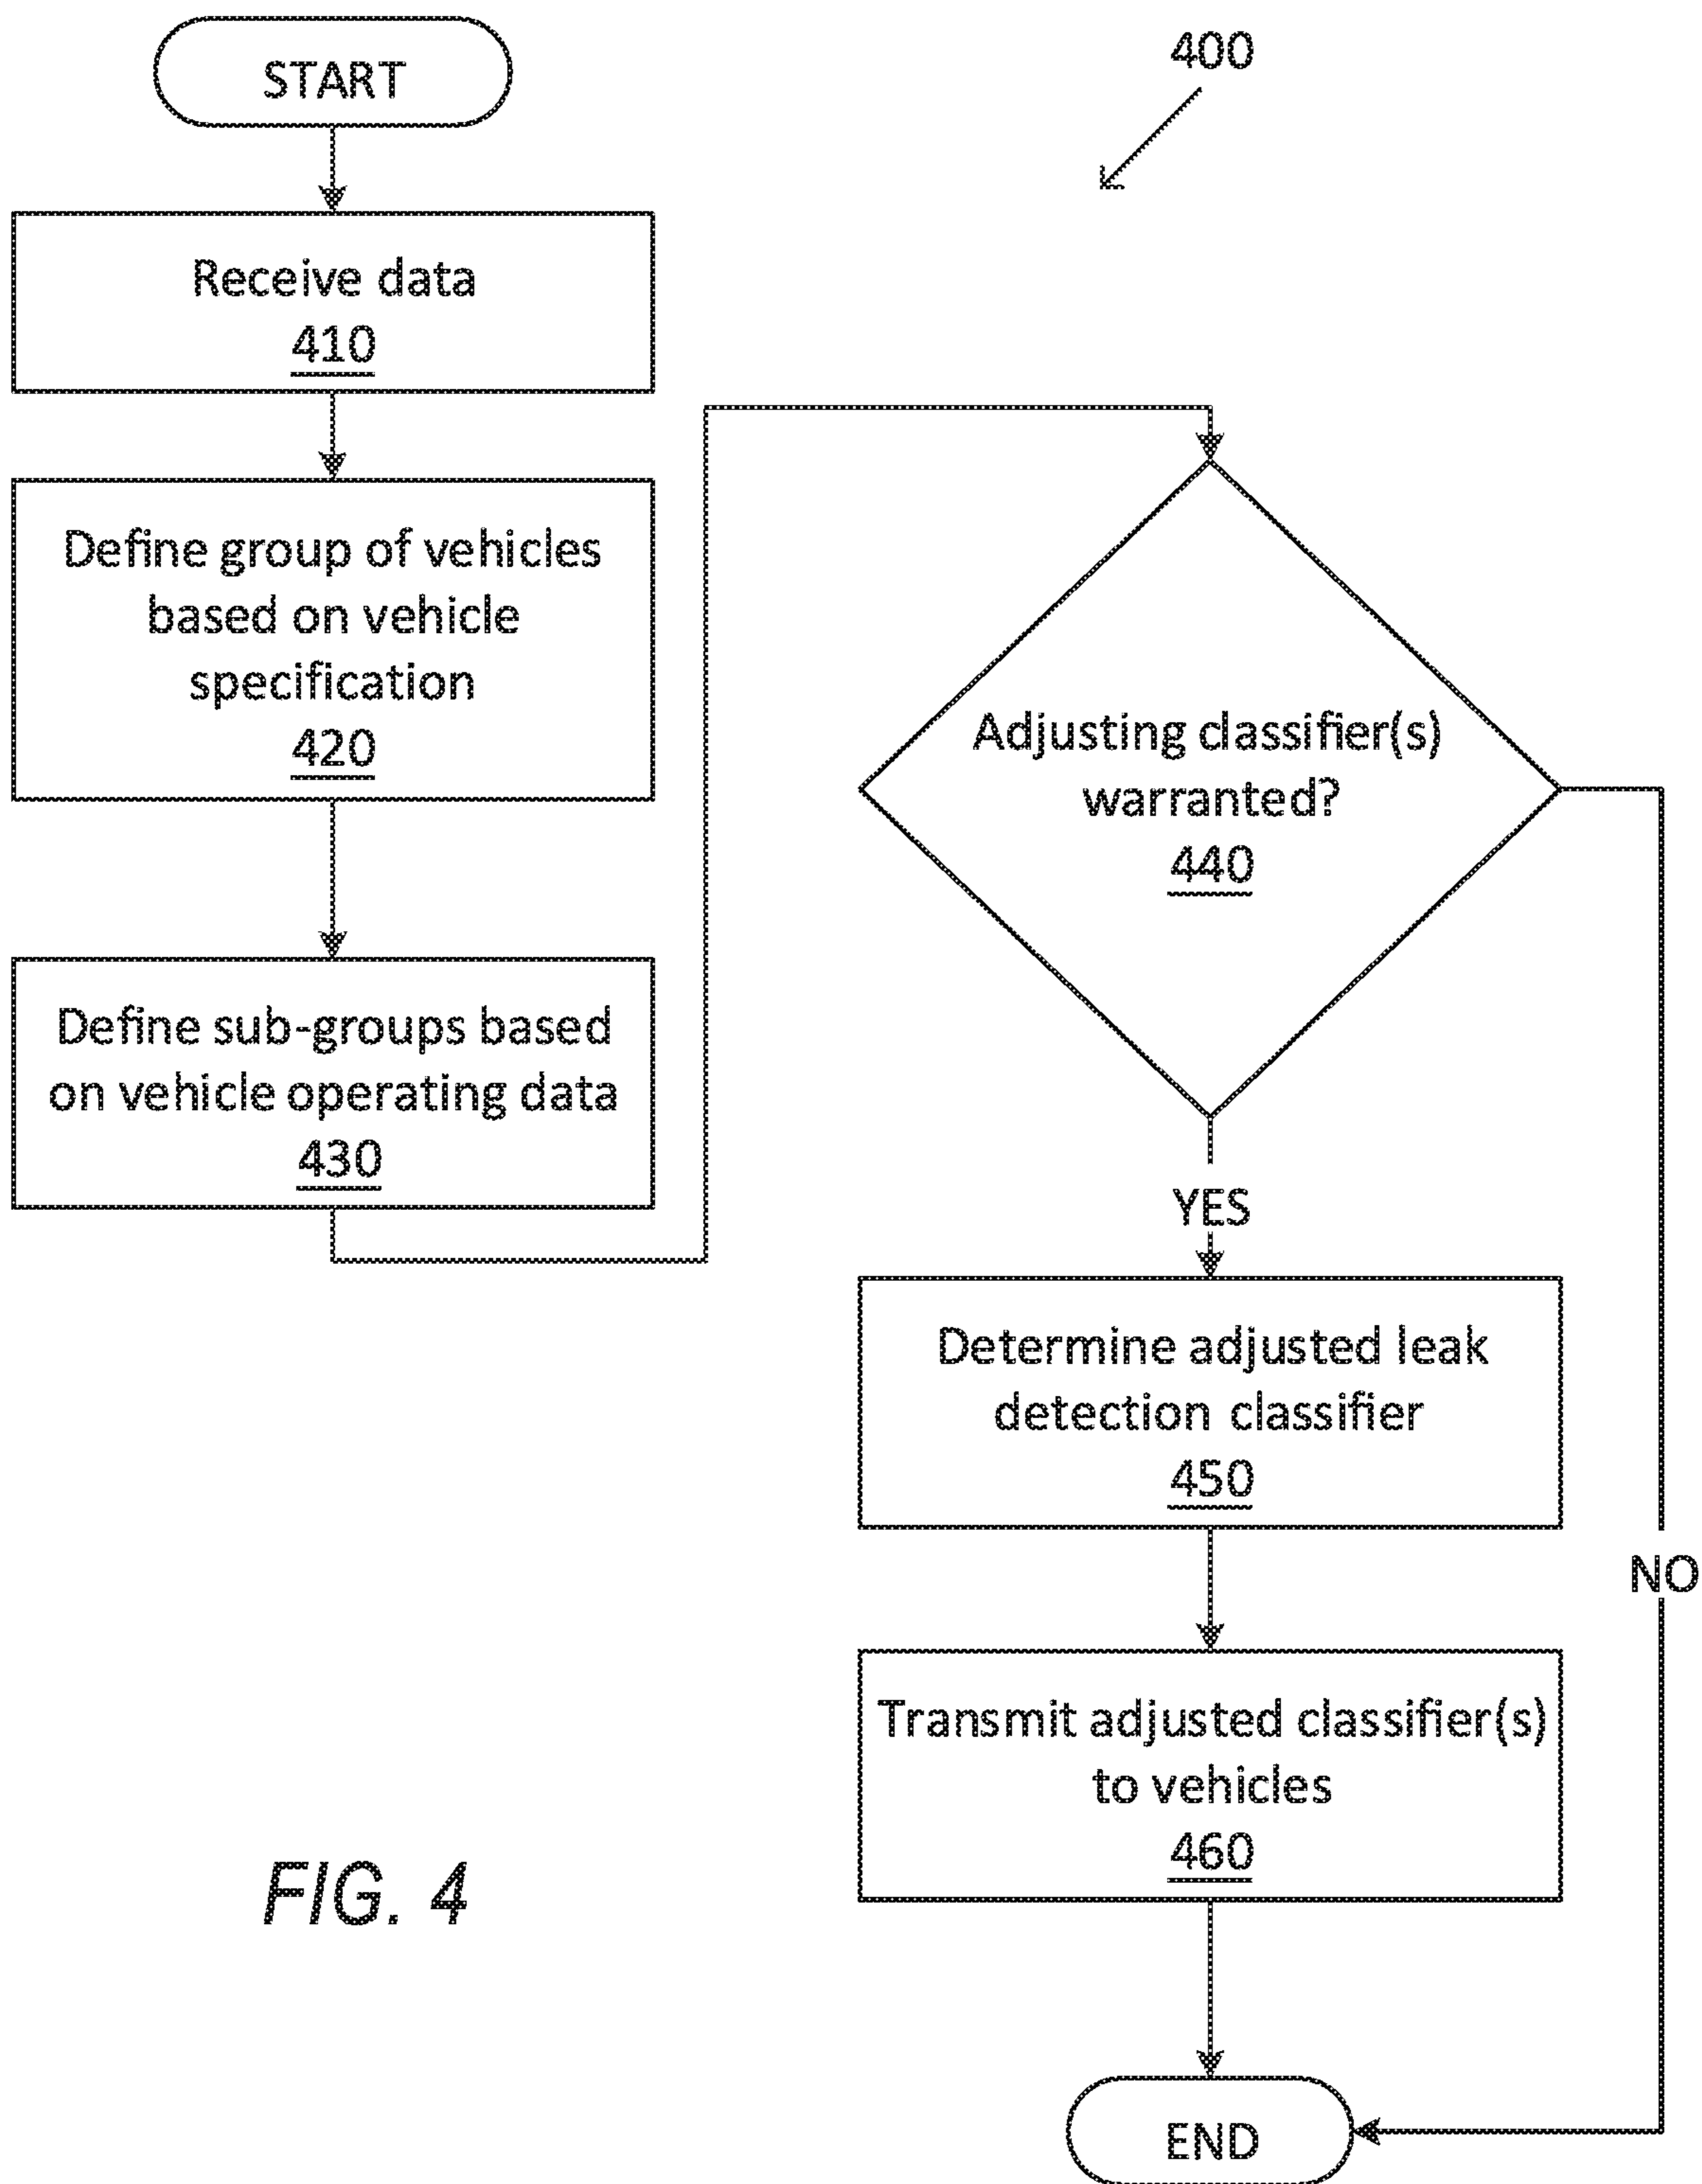 START
400
Receive data
410
Define group of vehicles
based on vehicle
specification
420
Define sub-groups based
on vehicle operating data
430
Adjusting classifier(s)
warranted?
440
YES
NO
Determine adjusted leak
detection classifier
450
Transmit adjusted classifier(s)
to vehicles
460
END
FIG. 4